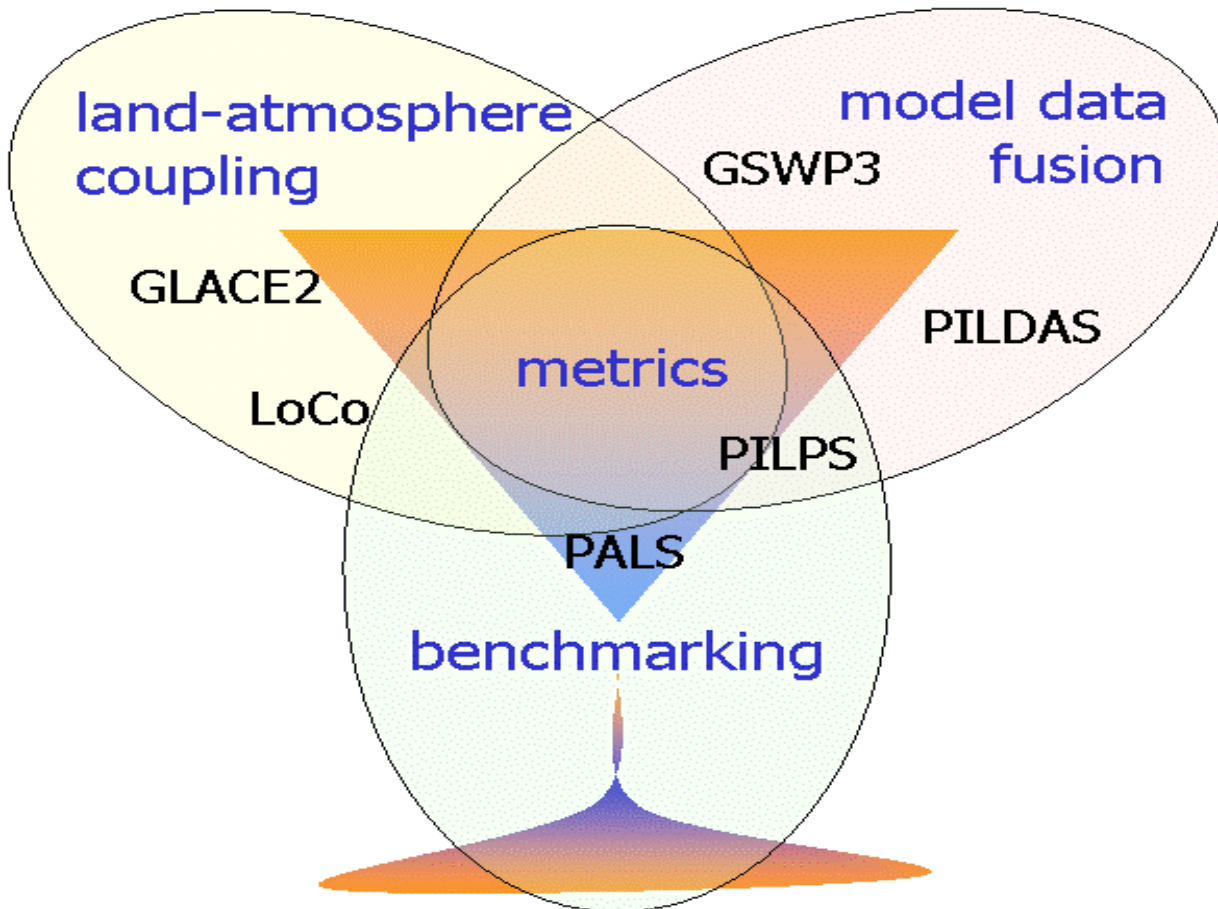 land-atmosphere
coupling
model data
fusion
GSWP3
GLACE2
PILDAS
metrics
LoCo
PILPS
PALS
benchmarking